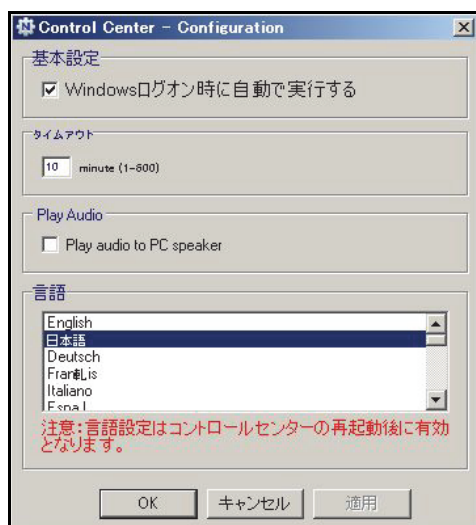 Control Center - Configuration
基本設定
Windowsログオン時に自動で実行する
タイムアウト
10 minute (1-600)
Play Audio
Play audio to PC speaker
言語
English
日本語
Deutsch
Italiano
注意:言語設定はコントロールセンターの再起動後に有効
となります。
OK キャンセル 適用